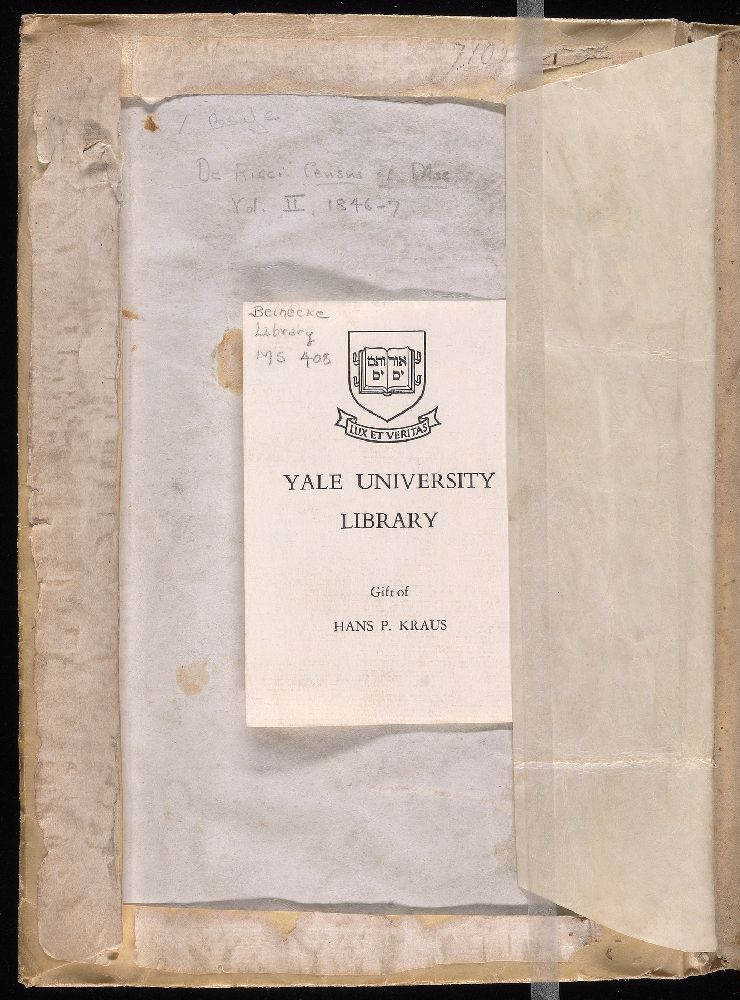 De Ricci Census of Mss.
Vol. II, 1846-7
Beinecke
Library
MS 408
אורים
ותמים
LUX ET VERITAS
YALE UNIVERSITY
LIBRARY
Gift of
HANS P. KRAUS